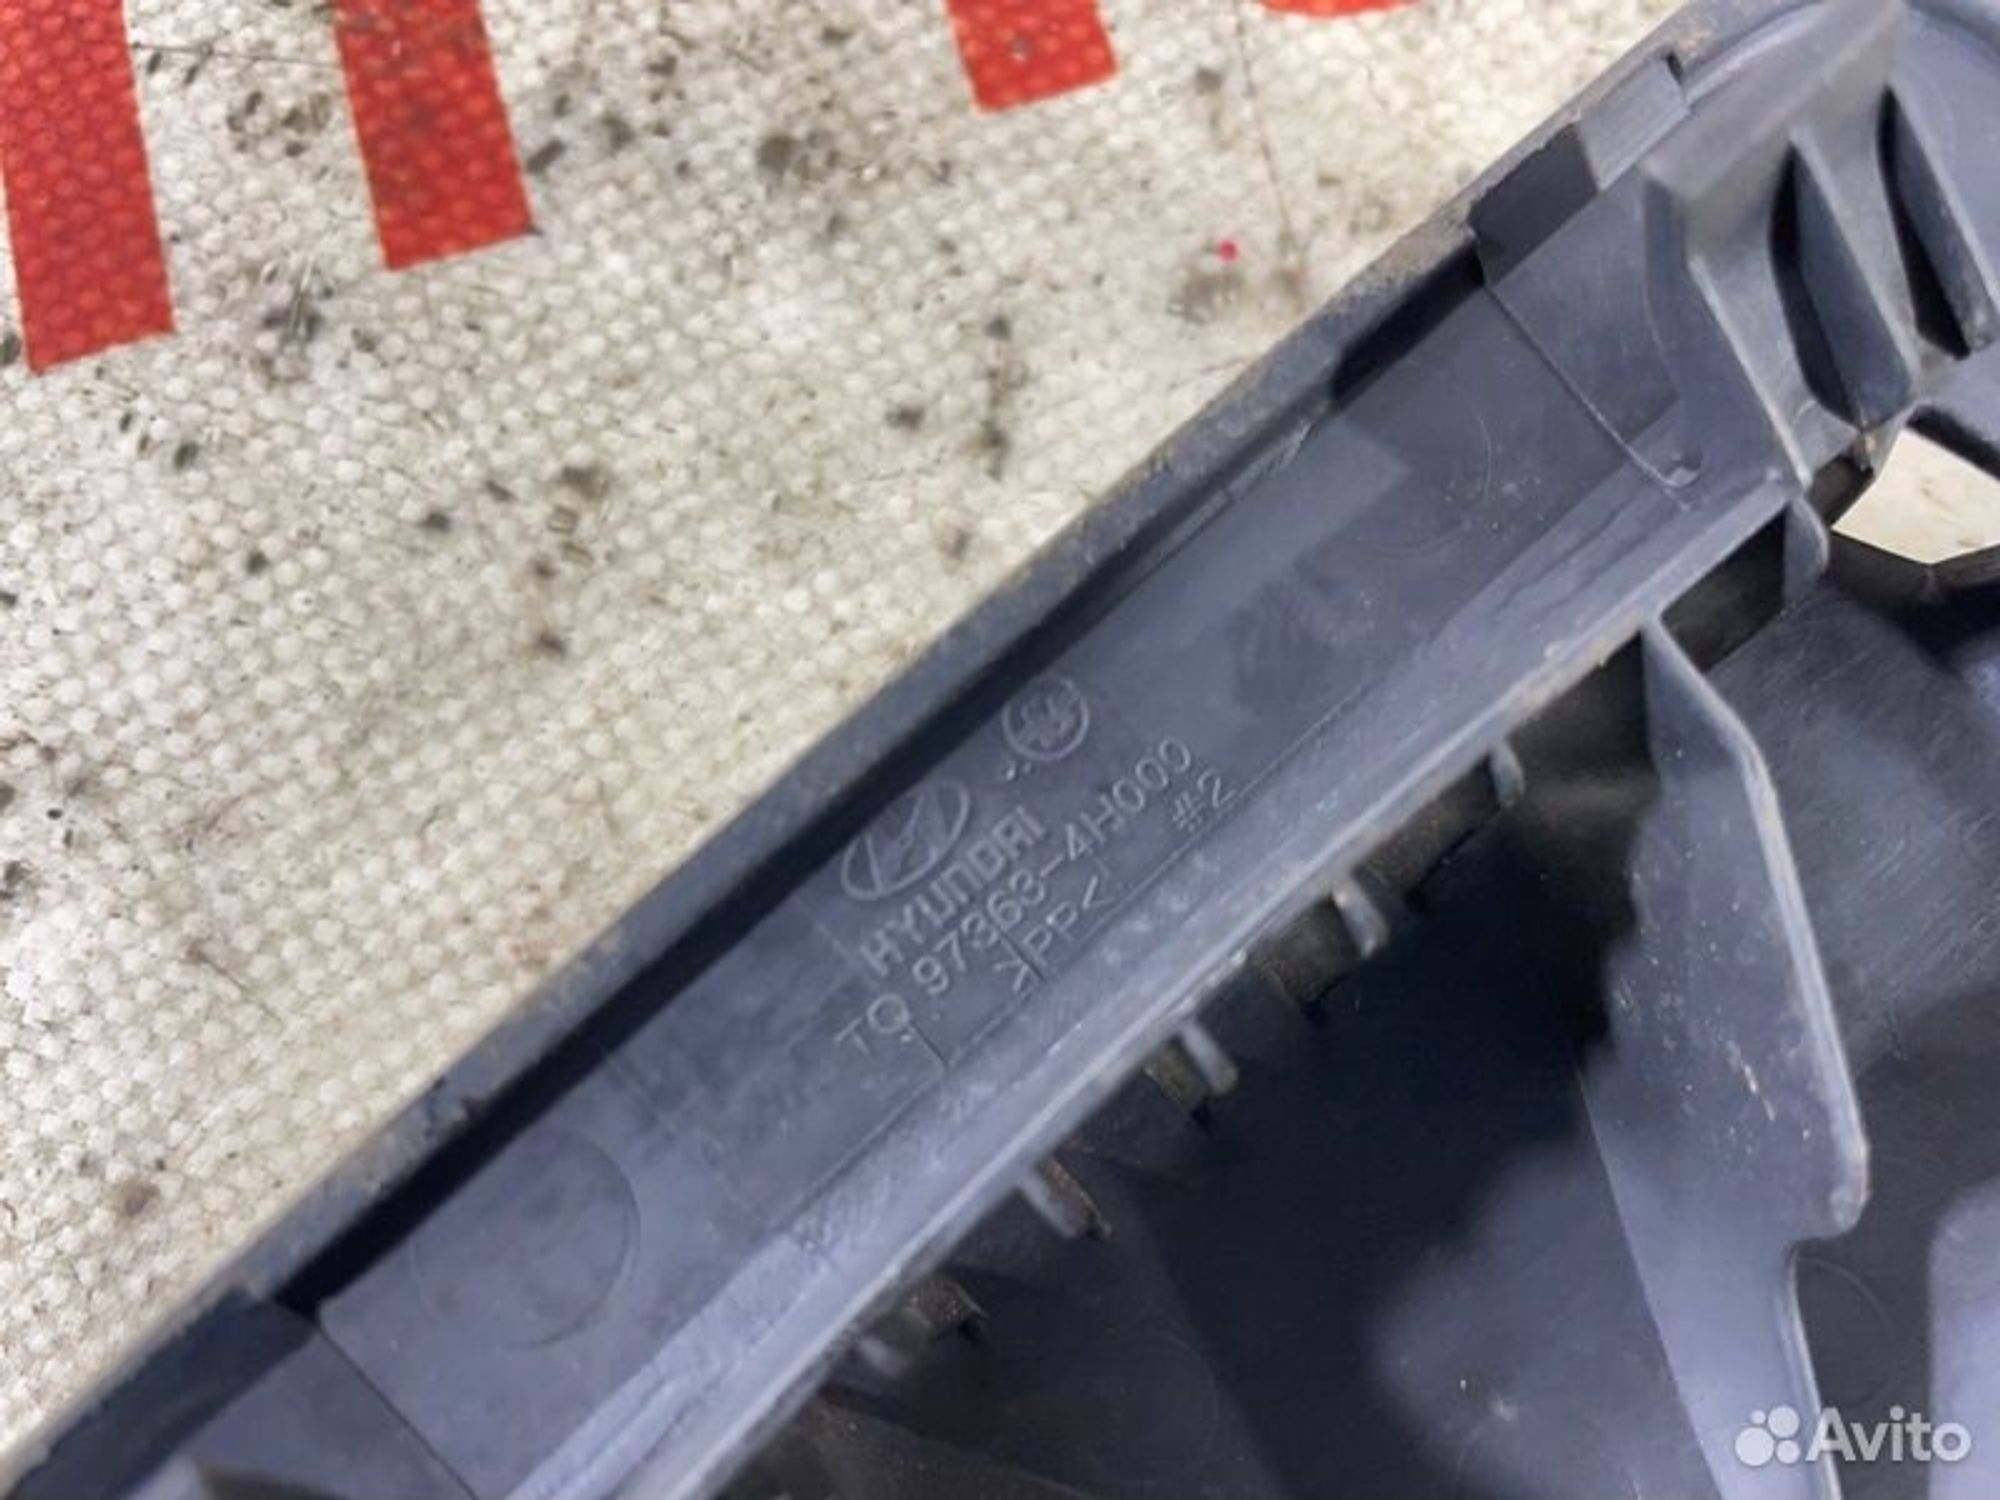 HYUNDAI
TQ 97363-4H000
>PP< #2
Avito